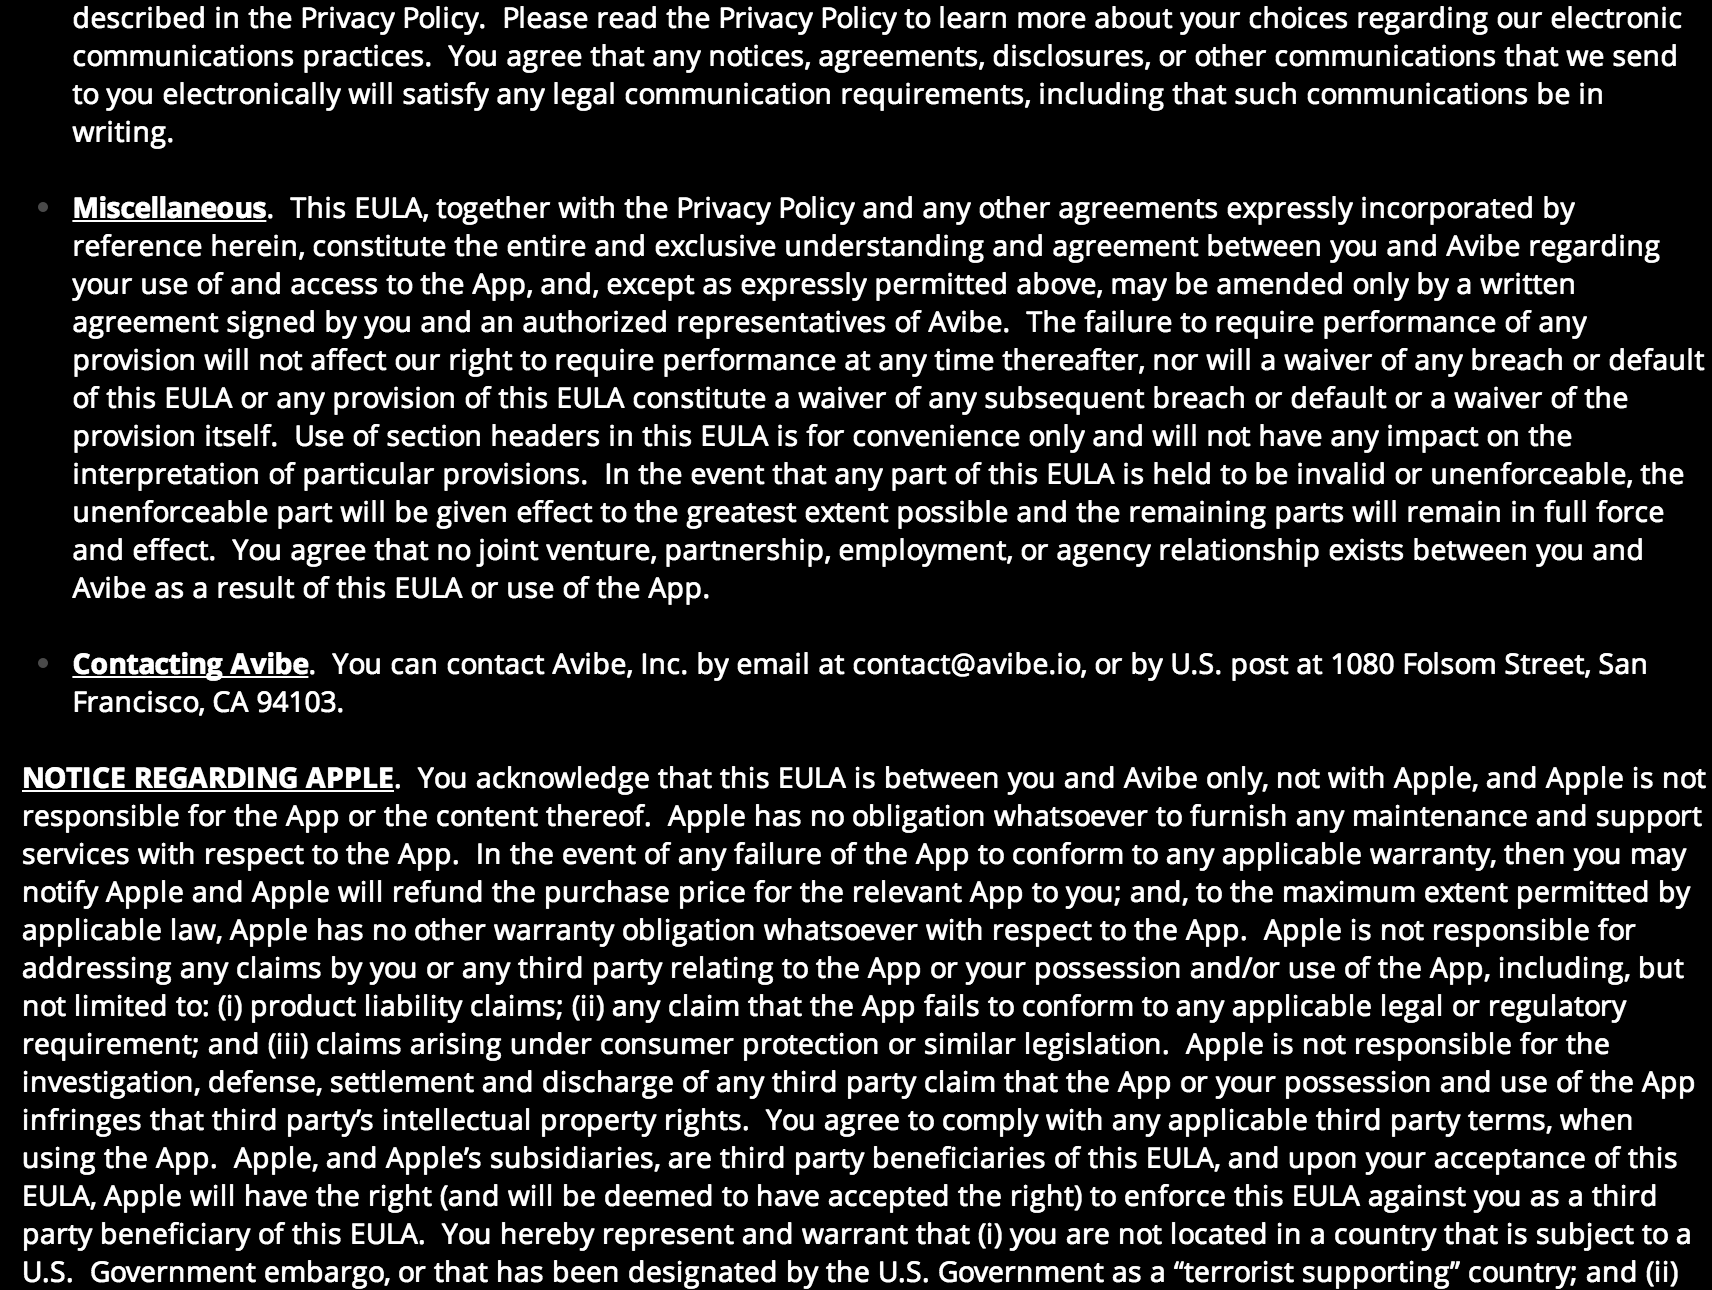 described in the Privacy Policy.  Please read the Privacy Policy to learn more about your choices regarding our electronic
communications practices.  You agree that any notices, agreements, disclosures, or other communications that we send
to you electronically will satisfy any legal communication requirements, including that such communications be in
writing.
Miscellaneous.  This EULA, together with the Privacy Policy and any other agreements expressly incorporated by
reference herein, constitute the entire and exclusive understanding and agreement between you and Avibe regarding
your use of and access to the App, and, except as expressly permitted above, may be amended only by a written
agreement signed by you and an authorized representatives of Avibe.  The failure to require performance of any
provision will not affect our right to require performance at any time thereafter, nor will a waiver of any breach or default
of this EULA or any provision of this EULA constitute a waiver of any subsequent breach or default or a waiver of the
provision itself.  Use of section headers in this EULA is for convenience only and will not have any impact on the
interpretation of particular provisions.  In the event that any part of this EULA is held to be invalid or unenforceable, the
unenforceable part will be given effect to the greatest extent possible and the remaining parts will remain in full force
and effect.  You agree that no joint venture, partnership, employment, or agency relationship exists between you and
Avibe as a result of this EULA or use of the App.
Contacting Avibe.  You can contact Avibe, Inc. by email at contact@avibe.io, or by U.S. post at 1080 Folsom Street, San
Francisco, CA 94103.
NOTICE REGARDING APPLE.  You acknowledge that this EULA is between you and Avibe only, not with Apple, and Apple is not
responsible for the App or the content thereof.  Apple has no obligation whatsoever to furnish any maintenance and support
services with respect to the App.  In the event of any failure of the App to conform to any applicable warranty, then you may
notify Apple and Apple will refund the purchase price for the relevant App to you; and, to the maximum extent permitted by
applicable law, Apple has no other warranty obligation whatsoever with respect to the App.  Apple is not responsible for
addressing any claims by you or any third party relating to the App or your possession and/or use of the App, including, but
not limited to: (i) product liability claims; (ii) any claim that the App fails to conform to any applicable legal or regulatory
requirement; and (iii) claims arising under consumer protection or similar legislation.  Apple is not responsible for the
investigation, defense, settlement and discharge of any third party claim that the App or your possession and use of the App
infringes that third party’s intellectual property rights.  You agree to comply with any applicable third party terms, when
using the App.  Apple, and Apple’s subsidiaries, are third party beneficiaries of this EULA, and upon your acceptance of this
EULA, Apple will have the right (and will be deemed to have accepted the right) to enforce this EULA against you as a third
party beneficiary of this EULA.  You hereby represent and warrant that (i) you are not located in a country that is subject to a
U.S.  Government embargo, or that has been designated by the U.S. Government as a “terrorist supporting” country; and (ii)